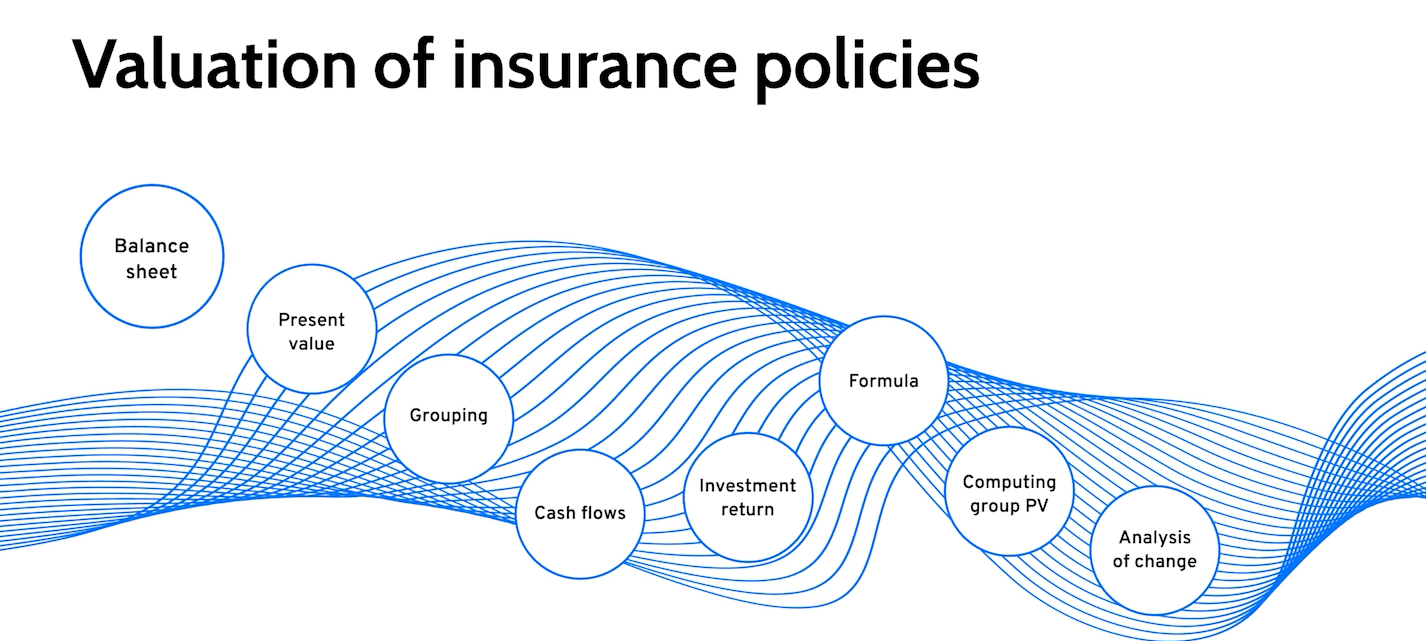 Valuation of insurance policies
Balance
sheet
Present
value
Grouping
Cash flows
Investment
return
Formula
Computing
group PV
Analysis
of change